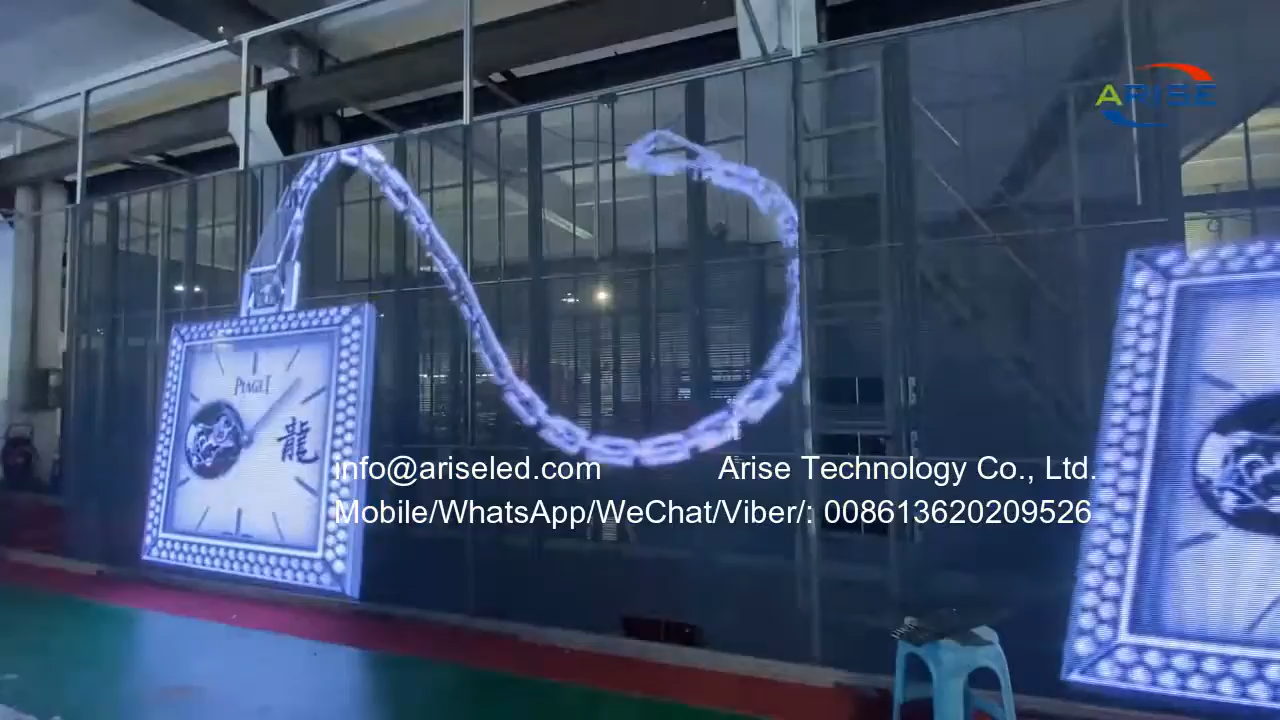 ARISE
PIAGET
龍
info@ariseled.com Arise Technology Co., Ltd.
Mobile/WhatsApp/WeChat/Viber/: 008613620209526